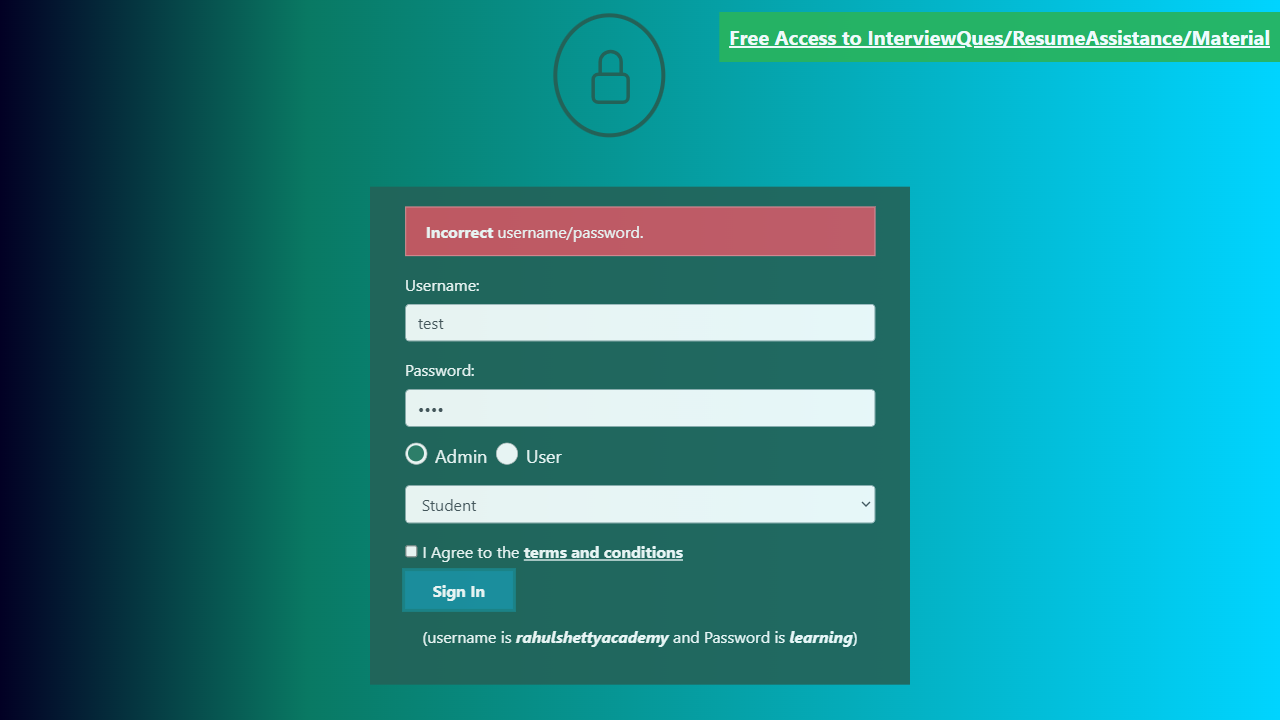 Free Access to InterviewQues/ResumeAssistance/Material
Incorrect username/password.
Username:
test
Password:
••••
Admin User
Student
I Agree to the terms and conditions
Sign In
(username is rahulshettyacademy and Password is learning)